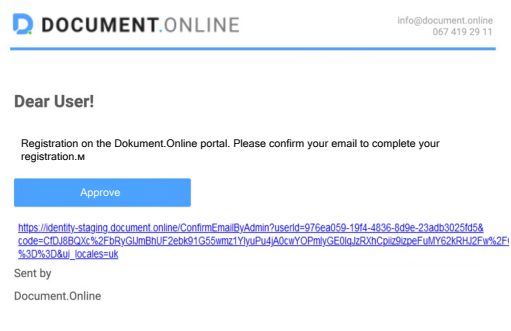 DOCUMENT.ONLINE
info@document.online
067 419 29 11
Dear User!
Registration on the Dokument.Online portal. Please confirm your email to complete your
registration.м
Approve
https://identity-staging.document.online/ConfirmEmailByAdmin?userId=976ea059-19f4-4836-8d9e-23adb3025fd5&
code=CfDJ8BQXc%2FbRyGlJmBhUF2ebk91G55wmz1YlyuPu4jA0cwYOPmlyGE0lqJzRXhCpiiz9izpeFuMY62kRHJ2Fw%2F
%3D%3D&ui_locales=uk
Sent by
Document.Online